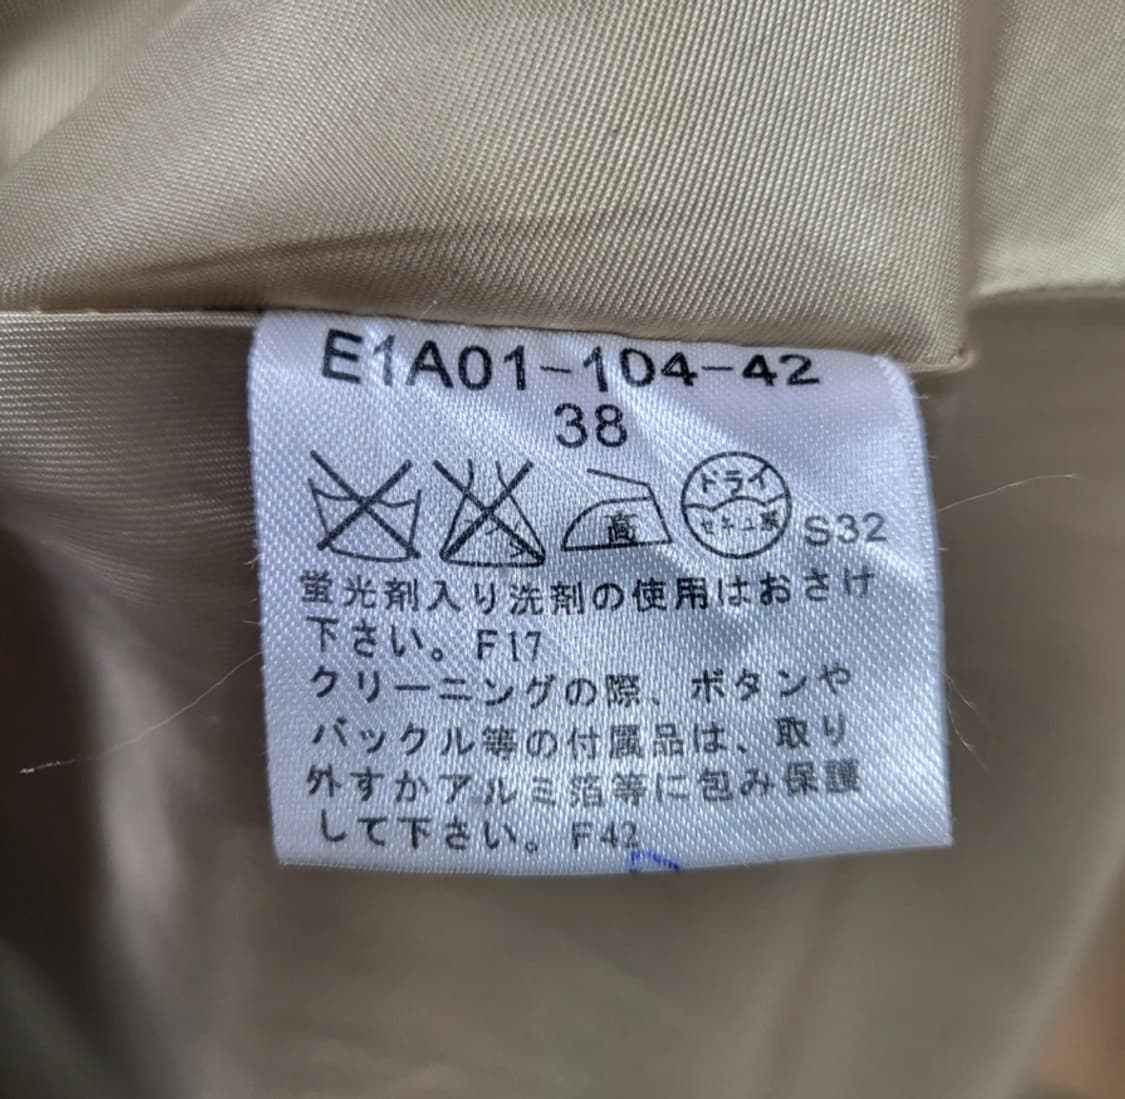 E1A01-104-42
38
高
ドライ
セキユ系
S32
蛍光剤入り洗剤の使用はおさけ
下さい。F17
クリーニングの際、ボタンや
バックル等の付属品は、取り
外すかアルミ箔等に包み保護
して下さい。F42